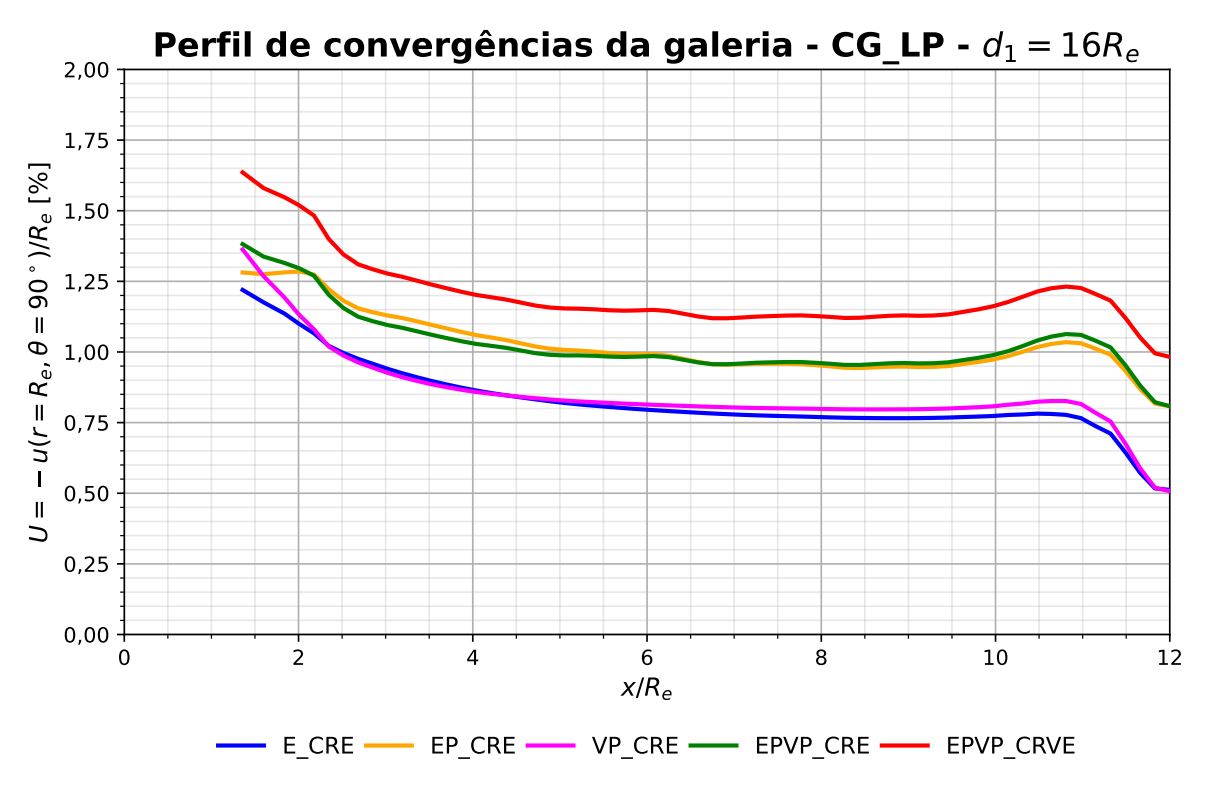 Perfil de convergências da galeria - CG_LP - d₁ = 16Rₑ
U = − u(r = Rₑ, θ = 90°)/Rₑ [%]
2,00
1,75
1,50
1,25
1,00
0,75
0,50
0,25
0,00
0 2 4 6 8 10 12
x/Rₑ
E_CRE EP_CRE VP_CRE EPVP_CRE EPVP_CRVE